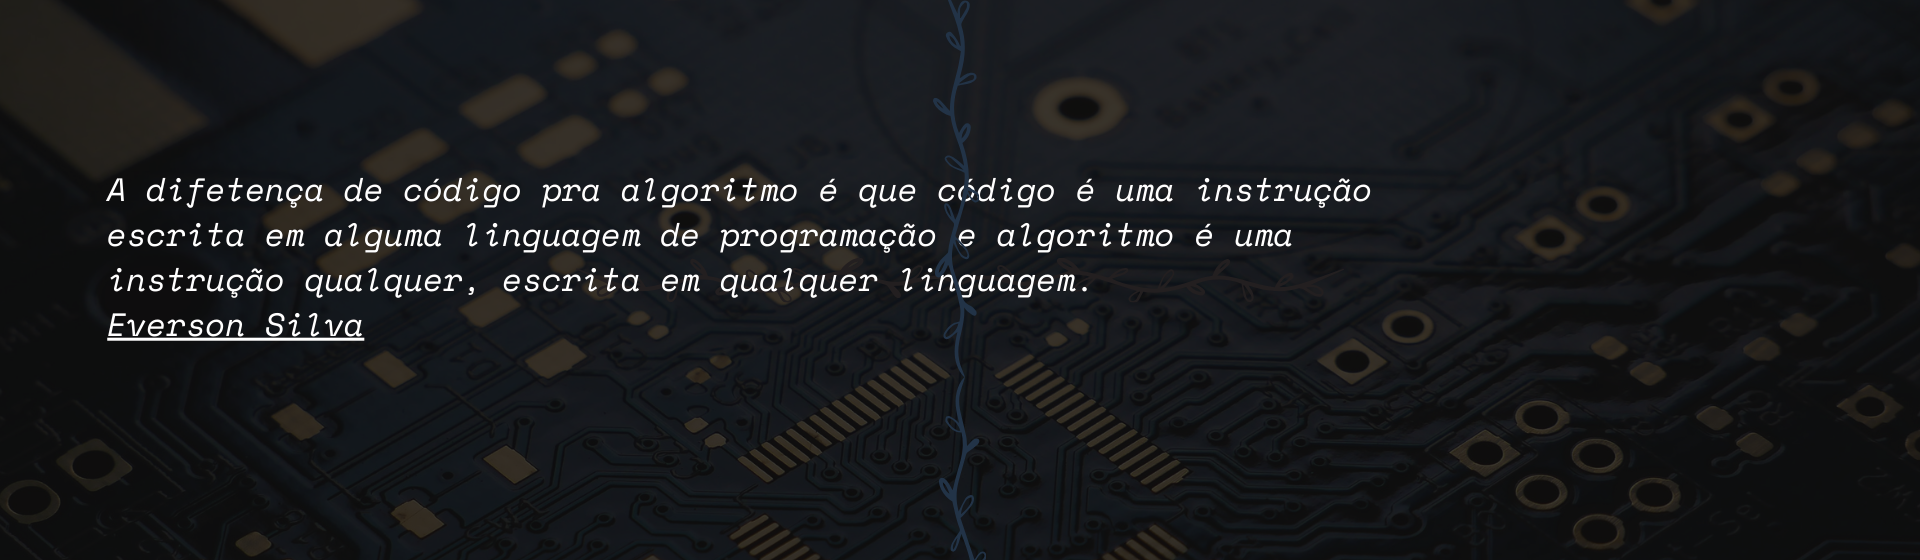 A difetença de código pra algoritmo é que código é uma instrução
escrita em alguma linguagem de programação e algoritmo é uma
instrução qualquer, escrita em qualquer linguagem.
Everson Silva